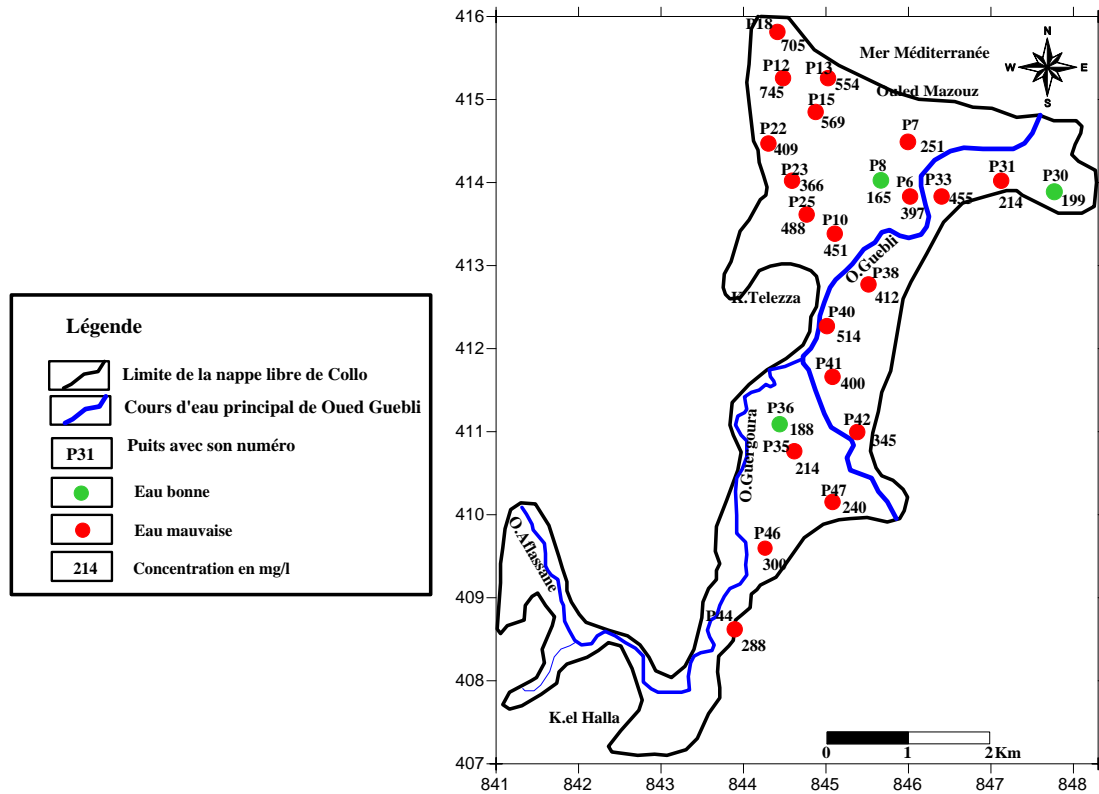 416
415
414
413
412
411
410
409
408
407
841
842
843
844
845
846
847
848
Mer Méditerranée
Ouled Mazouz
N
W
E
S
P18
705
P12
745
P13
554
P15
569
P22
409
P7
251
P23
366
P8
165
P6
397
P33
455
P31
214
P30
199
P25
488
P10
451
O.Guebli
P38
412
K.Telezza
P40
514
P41
400
P36
188
P42
345
P35
214
O.Guergoura
P47
240
P46
300
O.Aflassane
P44
288
K.el Halla
0
1
2Km
Légende
Limite de la nappe libre de Collo
Cours d'eau principal de Oued Guebli
P31
Puits avec son numéro
Eau bonne
Eau mauvaise
214
Concentration en mg/l